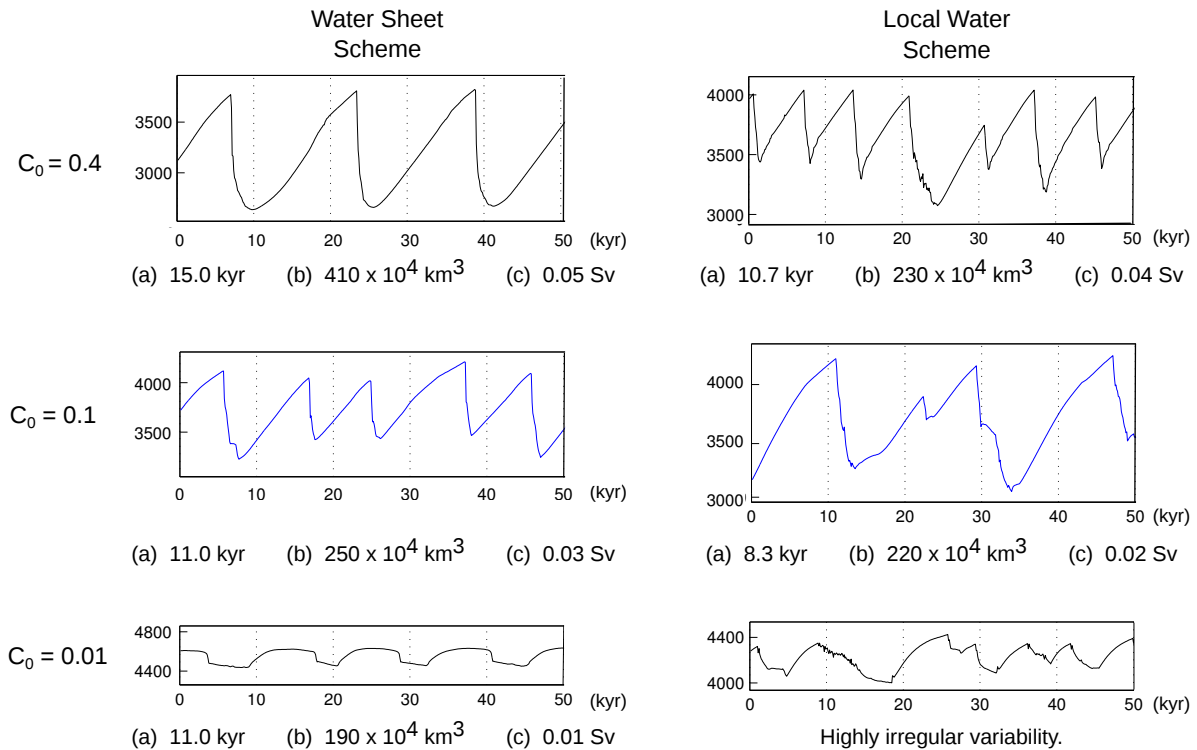 Water Sheet
Scheme
Local Water
Scheme
C0 = 0.4
3500
3000
0 10 20 30 40 50 (kyr)
(a) 15.0 kyr (b) 410 x 10^4 km^3 (c) 0.05 Sv
4000
3500
3000
0 10 20 30 40 50 (kyr)
(a) 10.7 kyr (b) 230 x 10^4 km^3 (c) 0.04 Sv
C0 = 0.1
4000
3500
0 10 20 30 40 50 (kyr)
(a) 11.0 kyr (b) 250 x 10^4 km^3 (c) 0.03 Sv
4000
3500
3000
0 10 20 30 40 50 (kyr)
(a) 8.3 kyr (b) 220 x 10^4 km^3 (c) 0.02 Sv
C0 = 0.01
4800
4400
0 10 20 30 40 50 (kyr)
(a) 11.0 kyr (b) 190 x 10^4 km^3 (c) 0.01 Sv
4400
4000
0 10 20 30 40 50 (kyr)
Highly irregular variability.